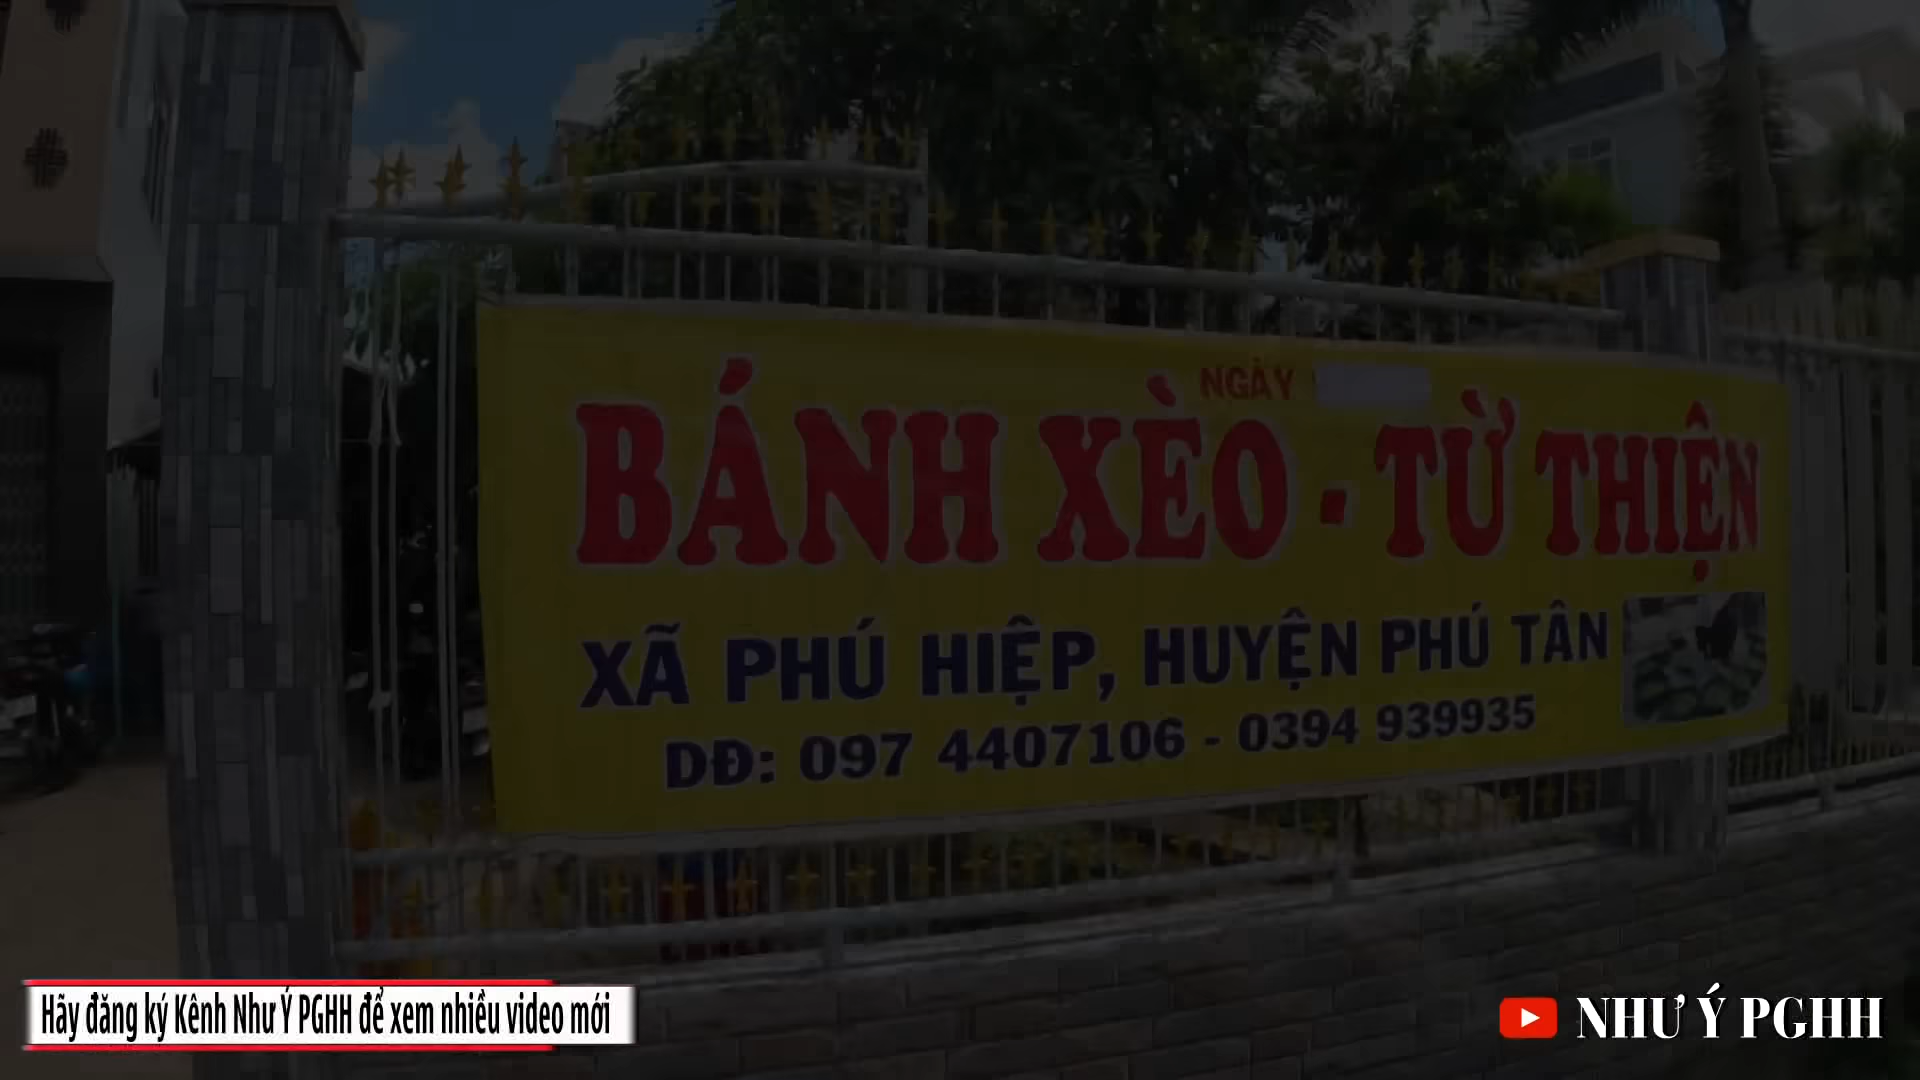 NGÀY
BÁNH XÈO - TỪ THIỆN
XÃ PHÚ HIỆP, HUYỆN PHÚ TÂN
DĐ: 097 4407106 - 0394 939935
Hãy đăng ký Kênh Như Ý PGHH để xem nhiều video mới
NHƯ Ý PGHH